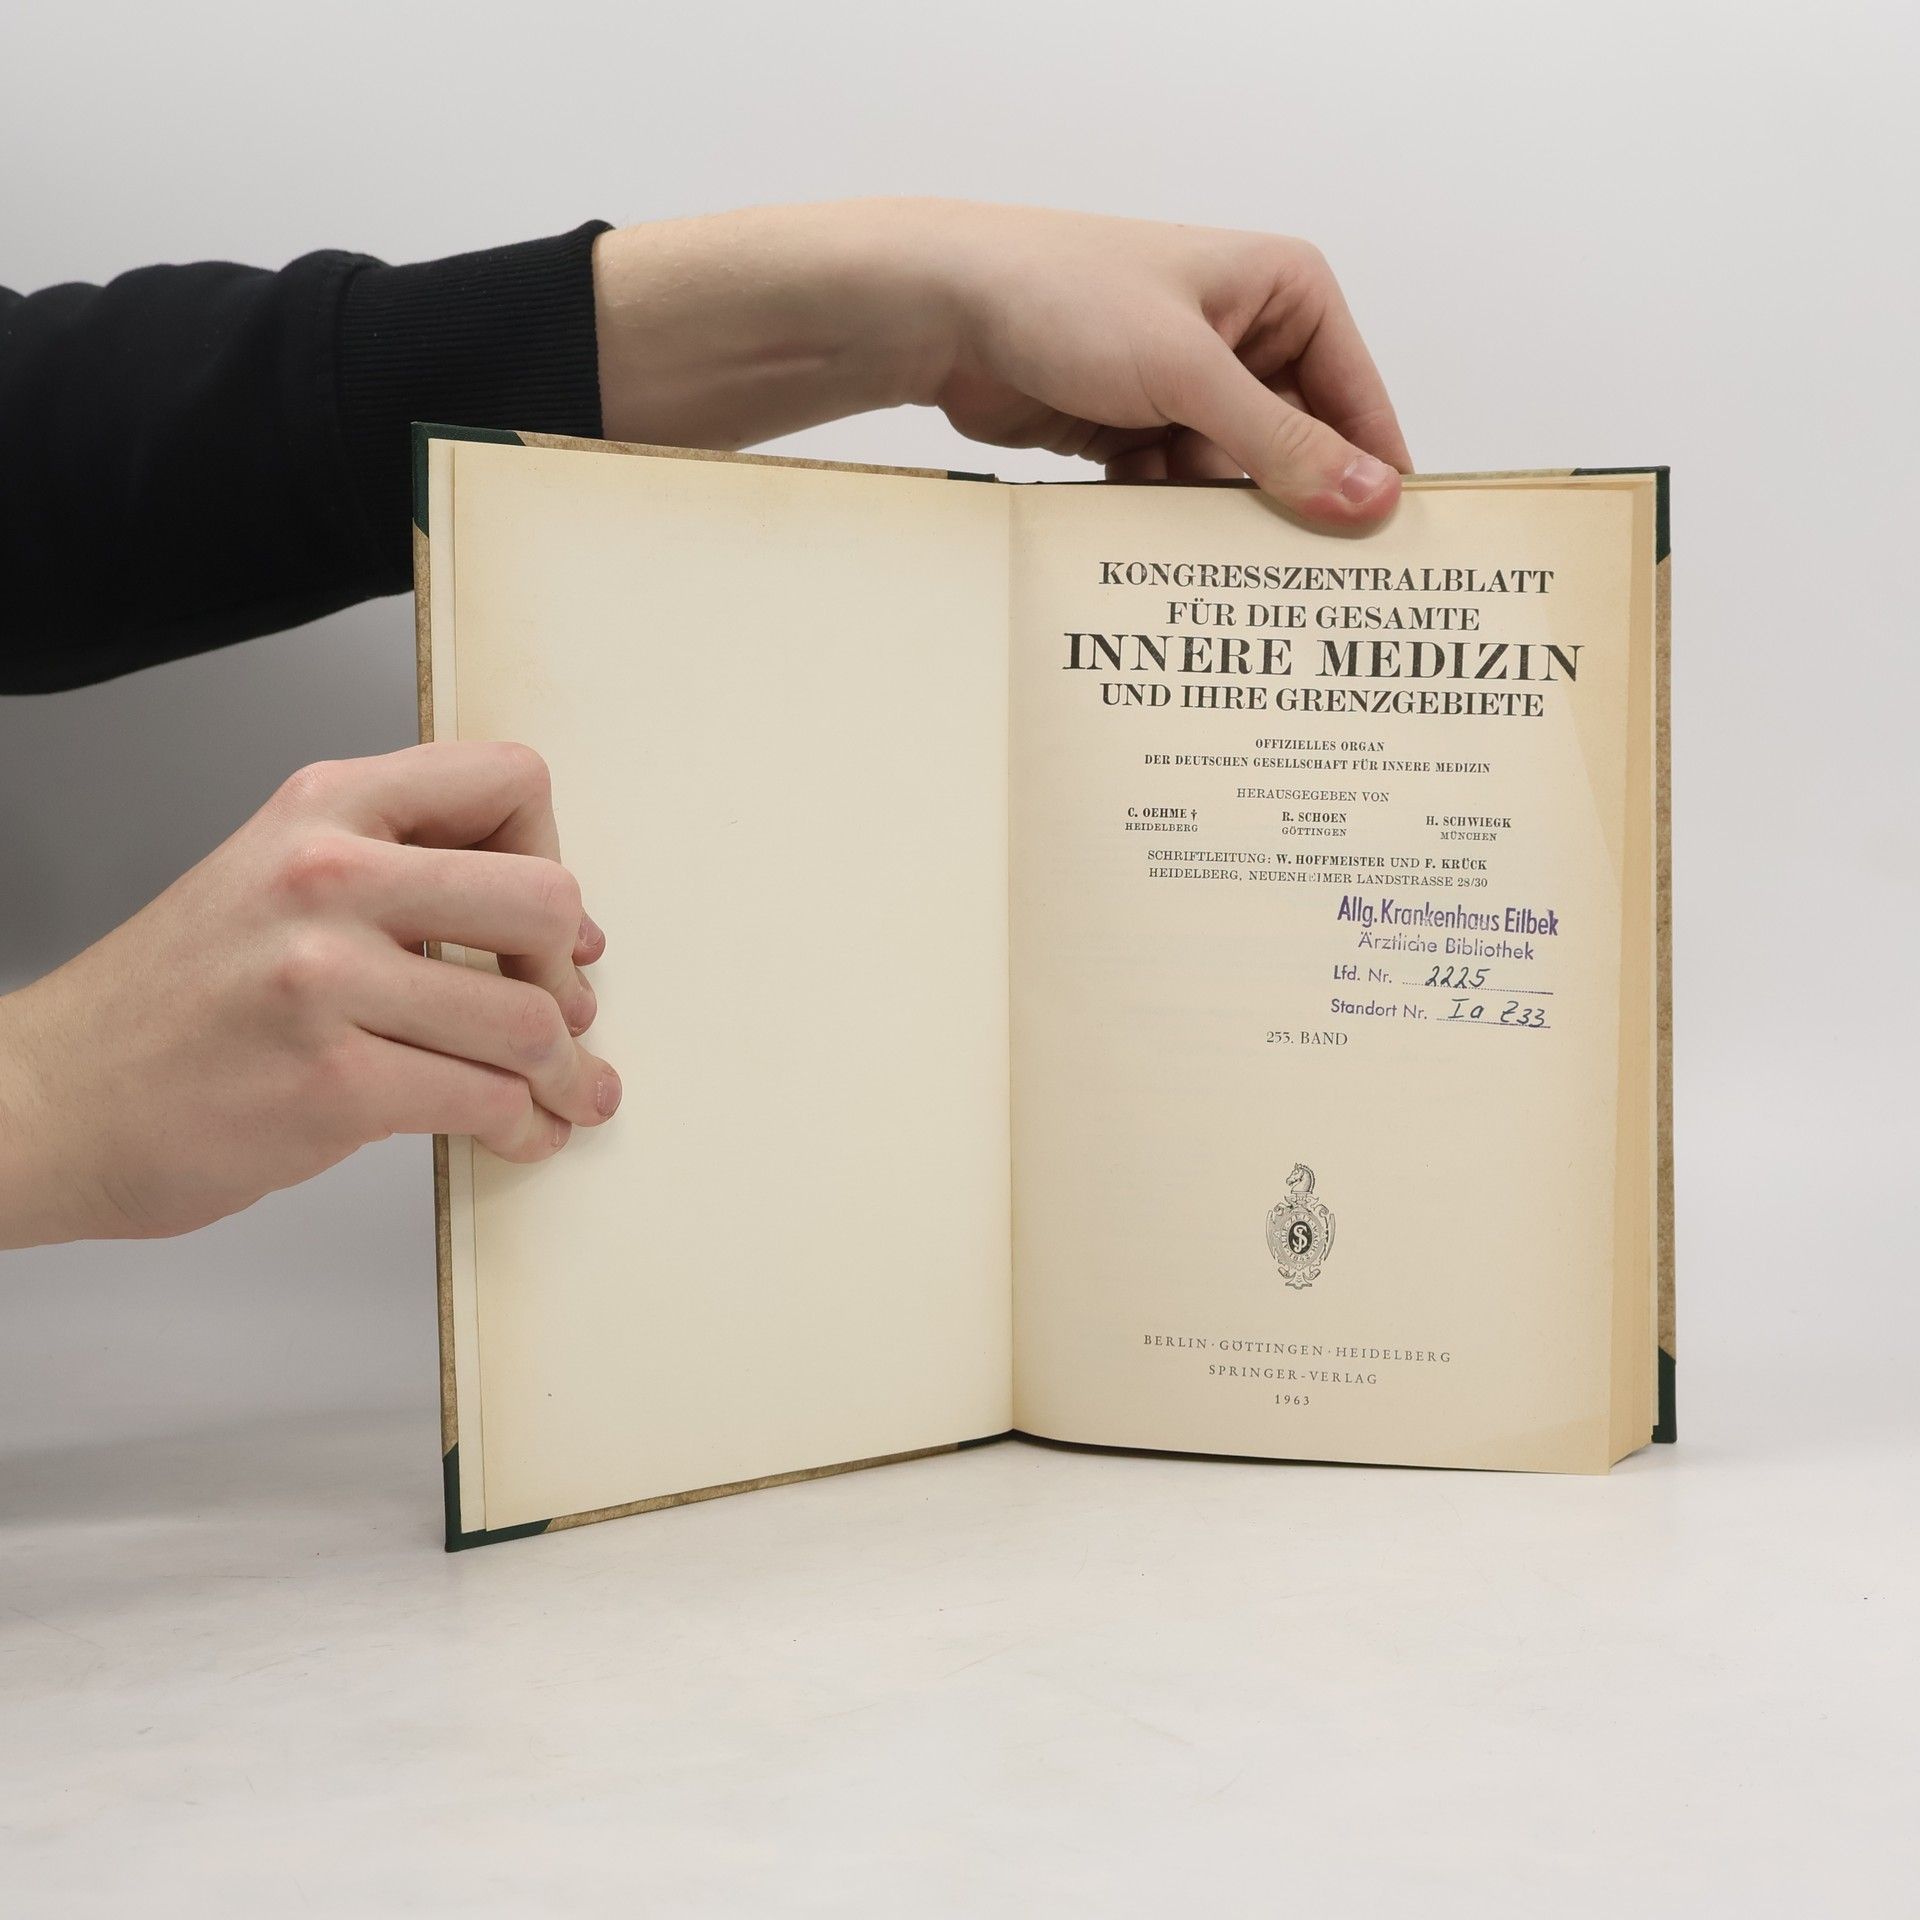 KONGRESSZENTRALBLATT
FÜR DIE GESAMTE
INNERE MEDIZIN
UND IHRE GRENZGEBIETE
OFFIZIELLES ORGAN
DER DEUTSCHEN GESELLSCHAFT FÜR INNERE MEDIZIN
HERAUSGEGEBEN VON
C. OEHME † R. SCHOEN H. SCHWIEGK
HEIDELBERG GÖTTINGEN MÜNCHEN
SCHRIFTLEITUNG: W. HOFFMEISTER UND F. KRÜCK
HEIDELBERG, NEUENHEIMER LANDSTRASSE 28/30
Allg. Krankenhaus Eilbek
Ärztliche Bibliothek
Lfd. Nr. 2225
Standort Nr. Ia Z33
BAND
BERLIN · GÖTTINGEN · HEIDELBERG
SPRINGER-VERLAG
1963